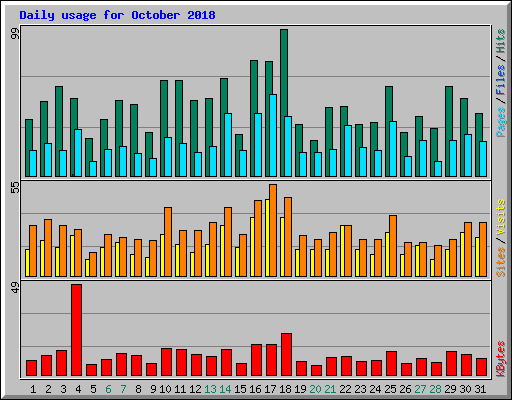 Daily usage for October 2018
99
Pages / Files / Hits
55
Sites / Visits
49
KBytes
1 2 3 4 5 6 7 8 9 10 11 12 13 14 15 16 17 18 19 20 21 22 23 24 25 26 27 28 29 30 31